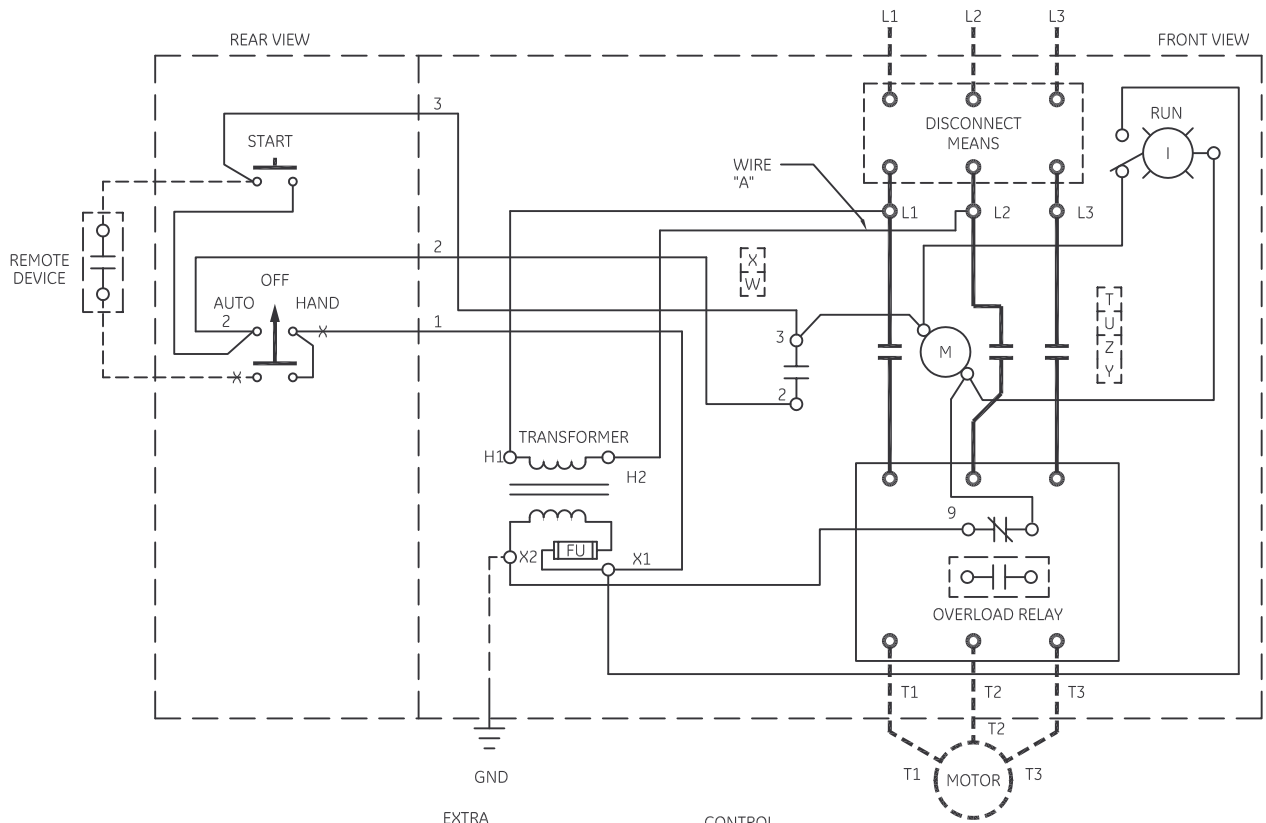 L1 L2 L3
REAR VIEW
FRONT VIEW
3
RUN
START
DISCONNECT
MEANS
I
WIRE
"A"
L1 L2 L3
2
REMOTE
DEVICE
X
W
OFF
AUTO HAND
2
X
1
T
U
Z
Y
3
M
X
2
TRANSFORMER
H1
H2
9
FU
X2
X1
OVERLOAD RELAY
T1 T2 T3
T2
T1 MOTOR T3
GND
EXTRA
CONTROL